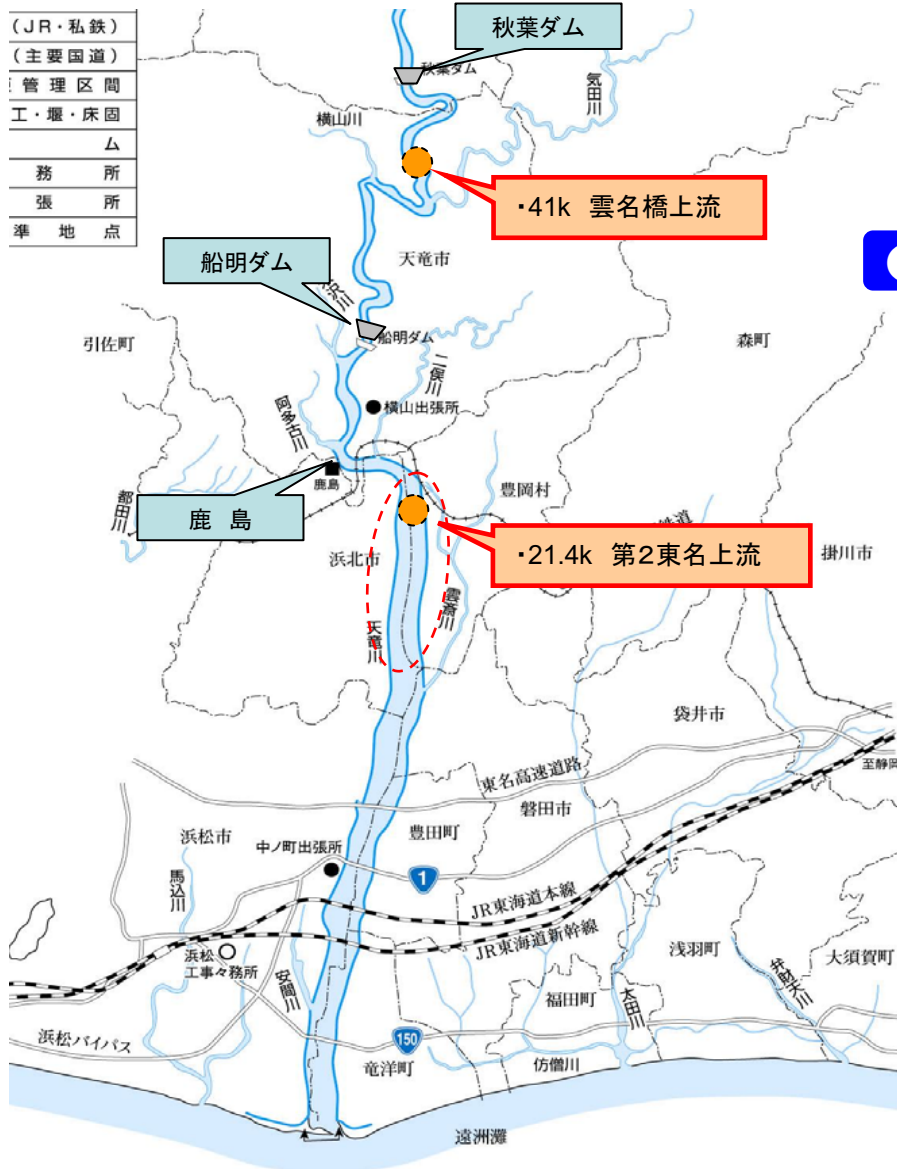 (JR・私鉄)
(主要国道)
管理区間
工・堰・床固
ム
務所
張所
準地点
秋葉ダム
秋葉ダム
気田川
横山川
・41k 雲名橋上流
天竜市
船明ダム
船明ダム
引佐町
森町
二俣川
阿多古川
横山出張所
鹿島
鹿 島
豊岡村
都田川
浜北市
・21.4k 第2東名上流
掛川市
天竜川
雲斎川
袋井市
至静岡
東名高速道路
磐田市
浜松市
中ノ町出張所
豊田町
馬込川
1
JR東海道本線
JR東海道新幹線
浜松
工事々務所
安間川
浅羽町
大須賀町
弁財天川
福田町
太田川
浜松バイパス
150
竜洋町
仿僧川
遠洲灘